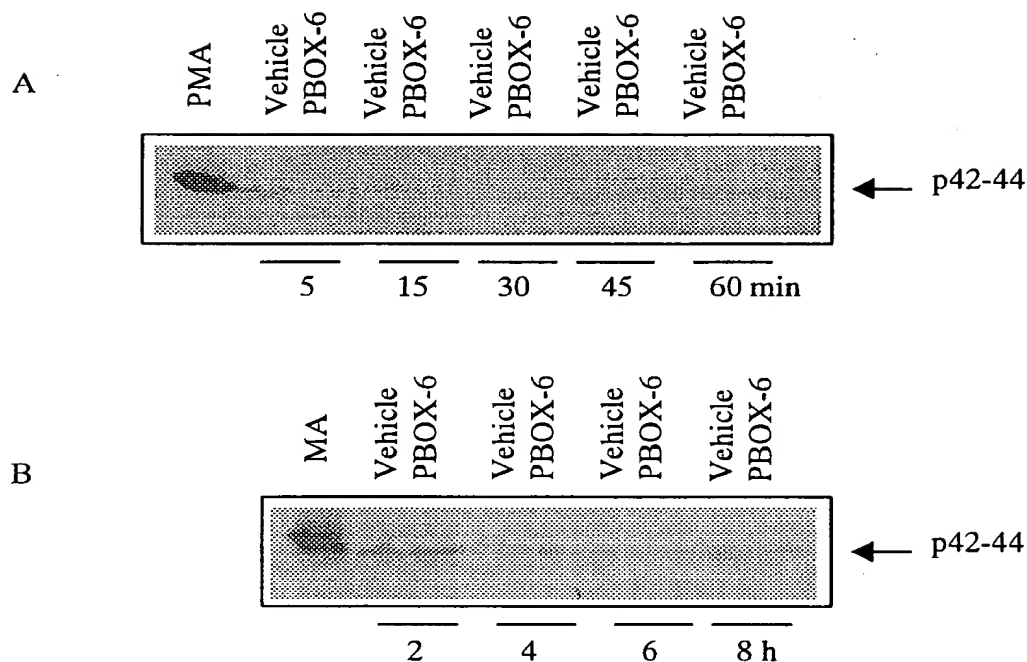 A
PMA
Vehicle
PBOX-6
Vehicle
PBOX-6
Vehicle
PBOX-6
Vehicle
PBOX-6
Vehicle
PBOX-6
p42-44
5 15 30 45 60 min
B
MA
Vehicle
PBOX-6
Vehicle
PBOX-6
Vehicle
PBOX-6
Vehicle
PBOX-6
p42-44
2 4 6 8 h